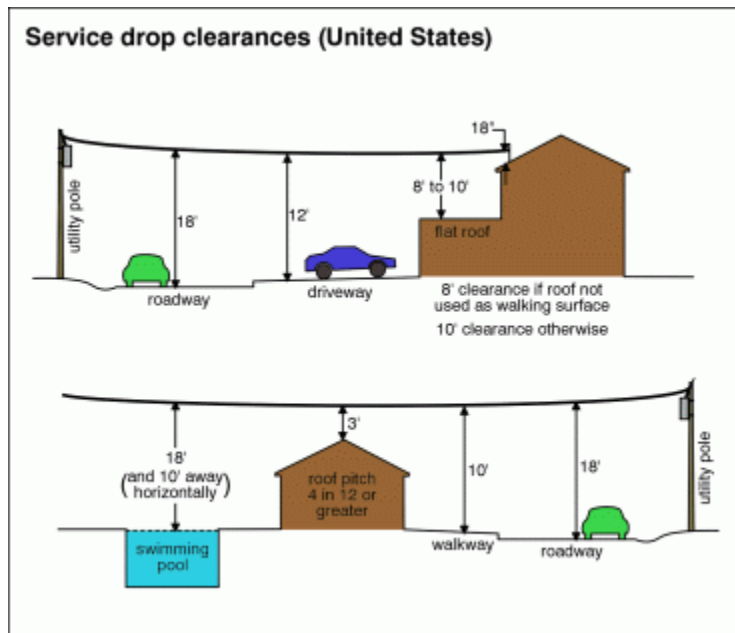 Service drop clearances (United States)
18"
8' to 10'
18'
12'
utility pole
flat roof
roadway
driveway
8' clearance if roof not
used as walking surface
10' clearance otherwise
3'
18'
(and 10' away
horizontally)
roof pitch
4 in 12 or
greater
10'
18'
utility pole
swimming
pool
walkway
roadway